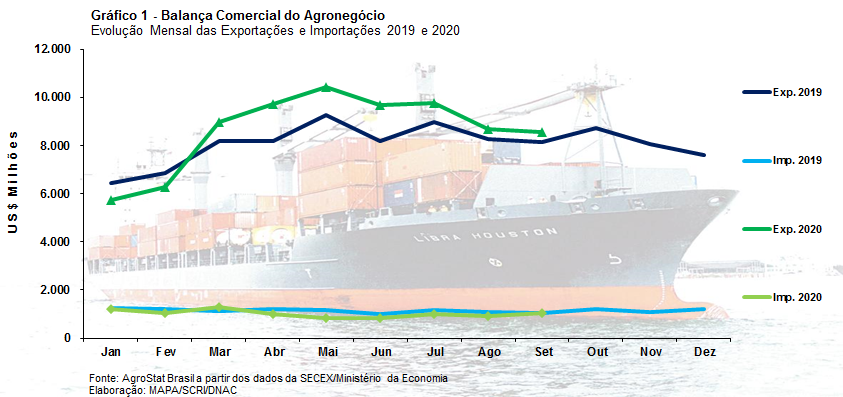 Gráfico 1 - Balança Comercial do Agronegócio
Evolução Mensal das Exportações e Importações 2019 e 2020
US$ Milhões
12.000
10.000
8.000
6.000
4.000
2.000
0
Jan Fev Mar Abr Mai Jun Jul Ago Set Out Nov Dez
Exp. 2019
Imp. 2019
Exp. 2020
Imp. 2020
LIBRA HOUSTON
Fonte: AgroStat Brasil a partir dos dados da SECEX/Ministério da Economia
Elaboração: MAPA/SCRI/DNAC